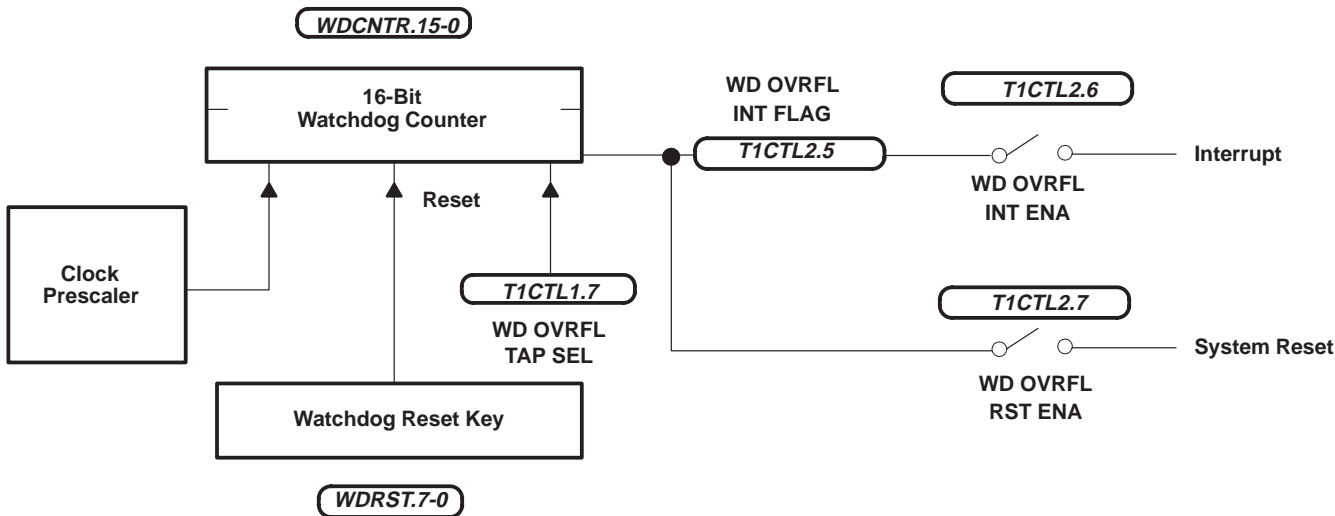 WDCNTR.15-0
16-Bit
Watchdog Counter
WD OVRFL
INT FLAG
T1CTL2.6
T1CTL2.5
Interrupt
WD OVRFL
INT ENA
Reset
Clock
Prescaler
T1CTL1.7
WD OVRFL
TAP SEL
T1CTL2.7
System Reset
WD OVRFL
RST ENA
Watchdog Reset Key
WDRST.7-0